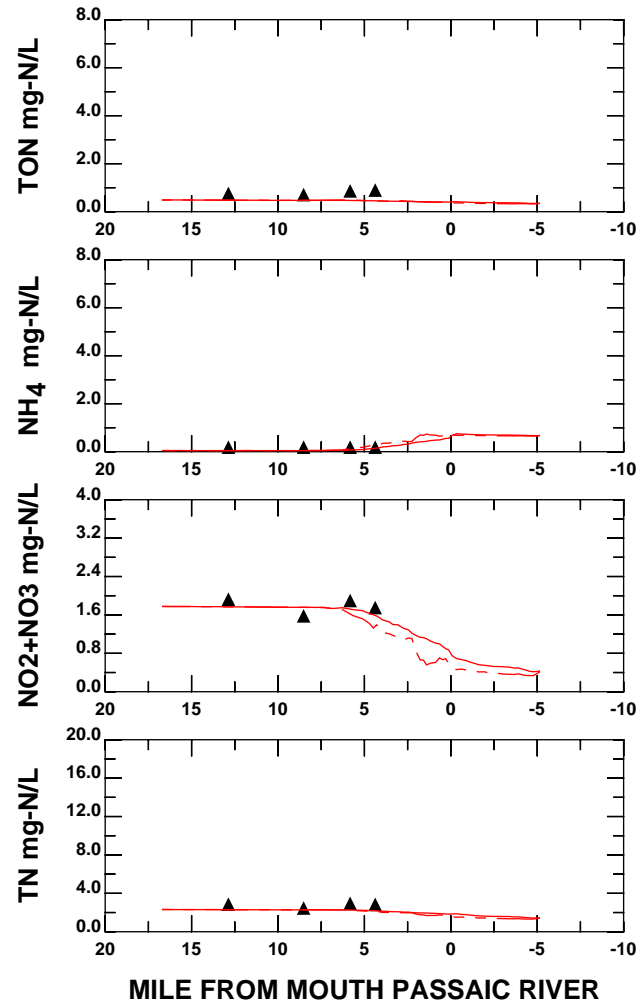 TON mg-N/L
8.0
6.0
4.0
2.0
0.0
20 15 10 5 0 -5 -10
NH4 mg-N/L
8.0
6.0
4.0
2.0
0.0
20 15 10 5 0 -5 -10
NO2+NO3 mg-N/L
4.0
3.2
2.4
1.6
0.8
0.0
20 15 10 5 0 -5 -10
TN mg-N/L
20.0
16.0
12.0
8.0
4.0
0.0
20 15 10 5 0 -5 -10
MILE FROM MOUTH PASSAIC RIVER